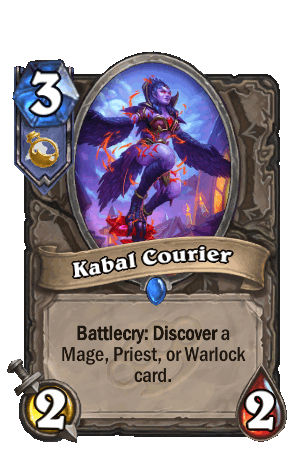 3
Kabal Courier
Battlecry: Discover a
Mage, Priest, or Warlock
card.
2
2